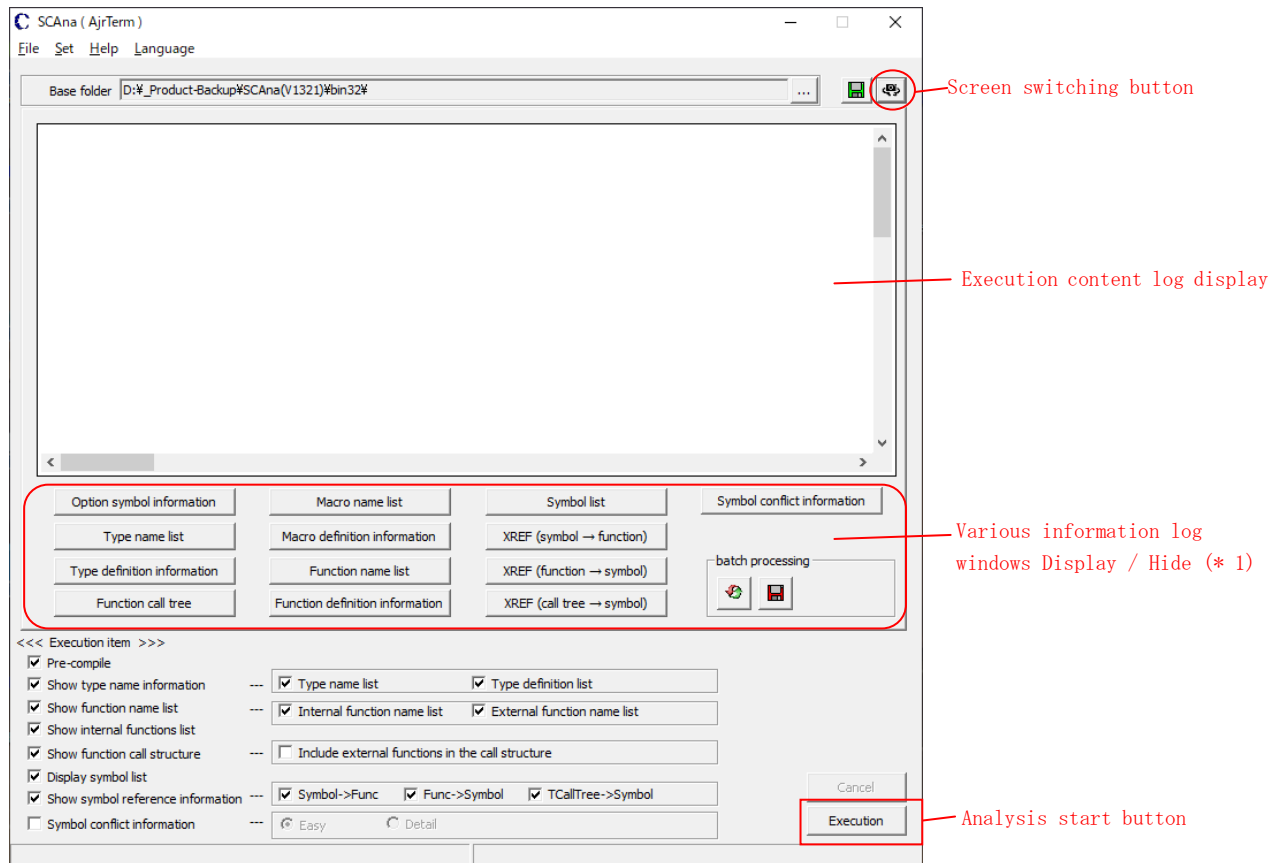 SCAna ( AjrTerm )
File Set Help Language
Base folder D:¥_Product-Backup¥SCAna(V1321)¥bin32¥ ...
Screen switching button
Execution content log display
Option symbol information Macro name list Symbol list Symbol conflict information
Type name list Macro definition information XREF (symbol → function)
Various information log
windows Display / Hide (* 1)
batch processing
Type definition information Function name list XREF (function → symbol)
Function call tree Function definition information XREF (call tree → symbol)
<<< Execution item >>>
Pre-compile
Show type name information --- Type name list Type definition list
Show function name list --- Internal function name list External function name list
Show internal functions list
Show function call structure --- Include external functions in the call structure
Display symbol list
Show symbol reference information --- Symbol->Func Func->Symbol TCallTree->Symbol
Cancel
Symbol conflict information --- Easy Detail
Execution
Analysis start button